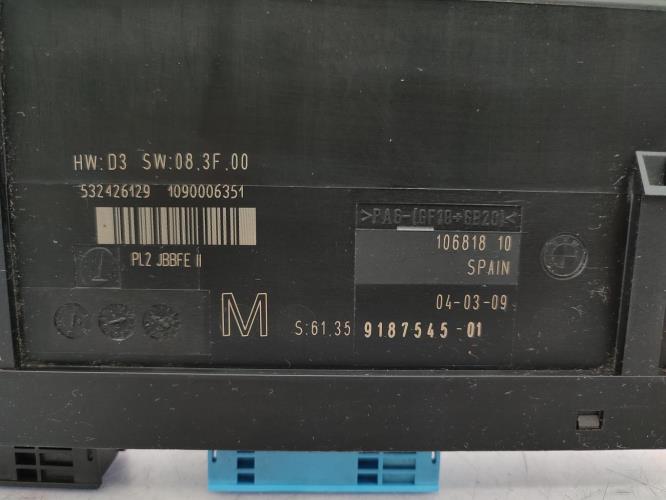 HW:D3 SW:08.3F.00
532426129 1090006351
PL2 JBBFE II
>PA6-(GF10+GB20)<
106818 10
SPAIN
04-03-09
M
S:61.35 9187545-01